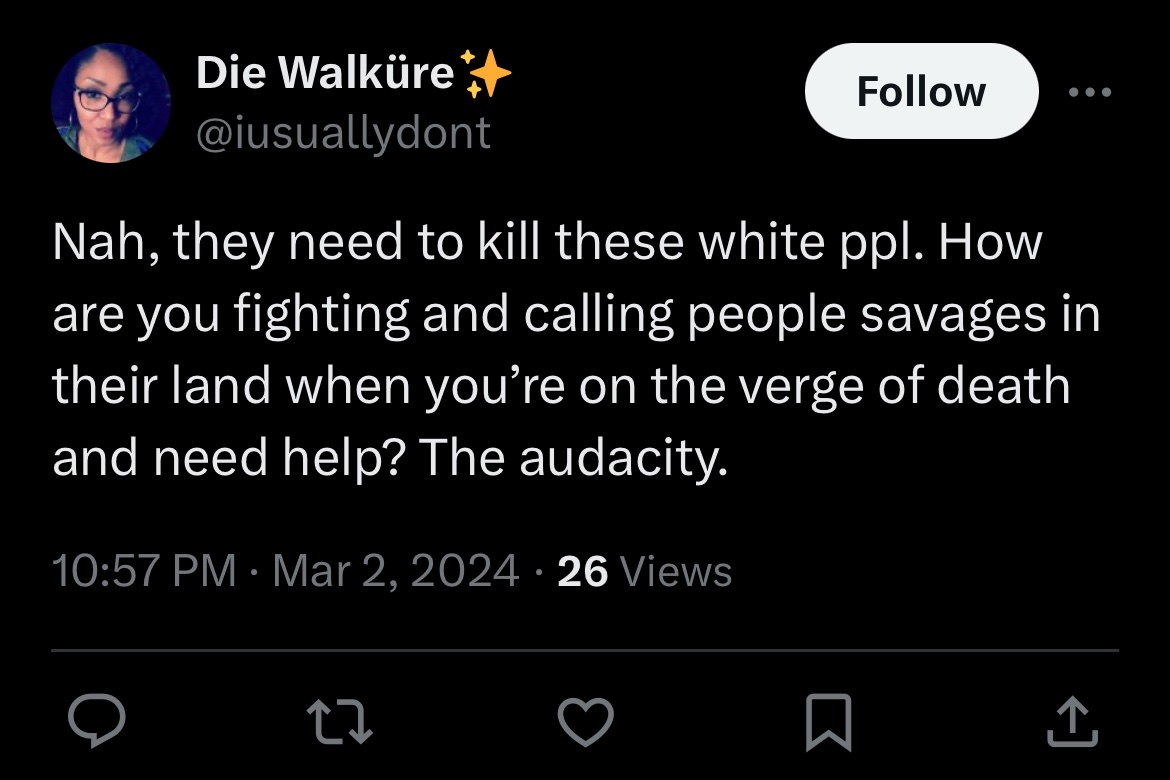 Die Walküre✨
@iusuallydont
Follow
Nah, they need to kill these white ppl. How
are you fighting and calling people savages in
their land when you’re on the verge of death
and need help? The audacity.
10:57 PM · Mar 2, 2024 · 26 Views